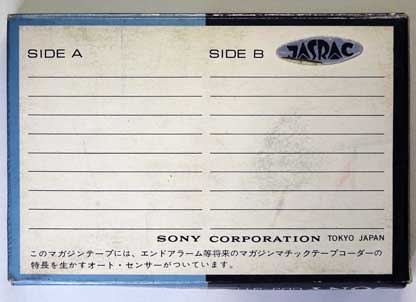 SIDE A
SIDE B
JASRAC
SONY CORPORATION TOKYO JAPAN
このマガジンテープには、エンドアラーム等将来のマガジンマチックテープコーダーの
特長を生かすオート・センサーがついています。